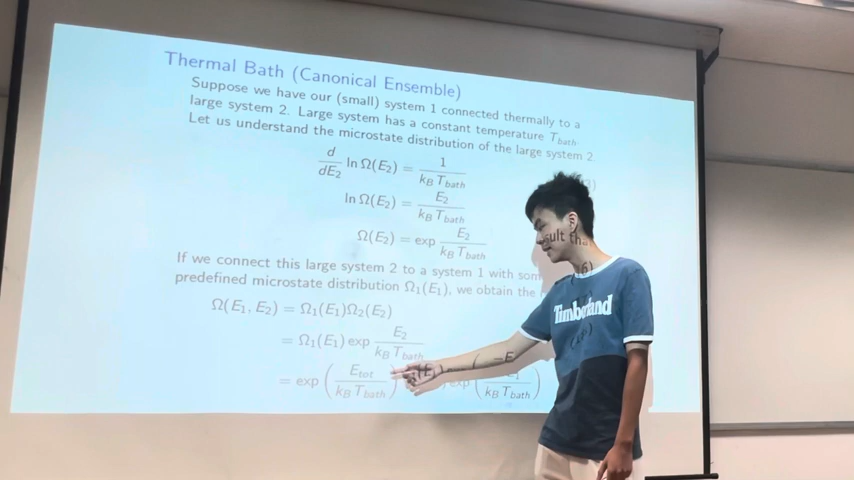 Thermal Bath (Canonical Ensemble)
Suppose we have our (small) system 1 connected thermally to a
large system 2. Large system has a constant temperature T_bath.
Let us understand the microstate distribution of the large system 2.
d/dE₂ ln Ω(E₂) = 1/(k_B T_bath)
ln Ω(E₂) = E₂/(k_B T_bath)
Ω(E₂) = exp E₂/(k_B T_bath)
If we connect this large system 2 to a system 1 with som
sult tha
predefined microstate distribution Ω₁(E₁), we obtain the
6)
Ω(E₁, E₂) = Ω₁(E₁)Ω₂(E₂)
= Ω₁(E₁) exp E₂/(k_B T_bath)
= exp (E_tot/(k_B T_bath)) exp ( /(k_B T_bath))
(E₁)
( −E
Timberland